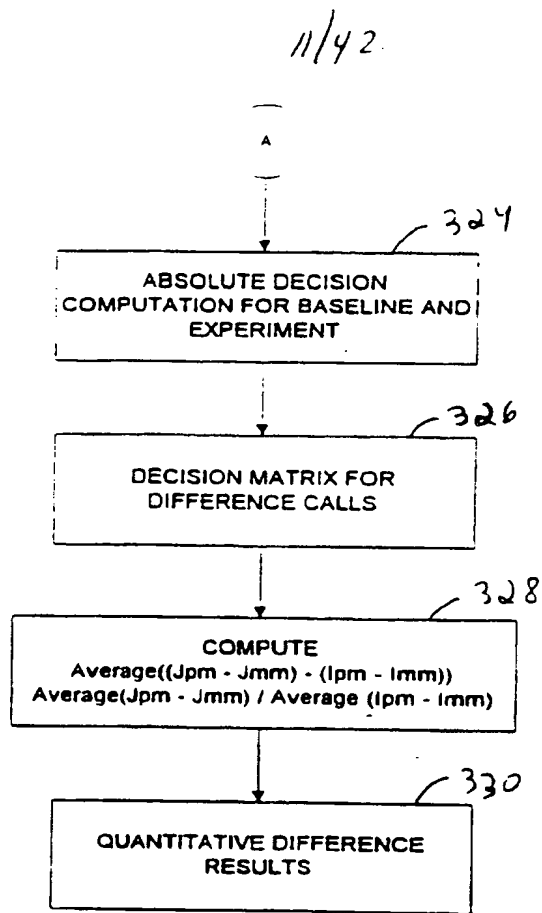 11/42
A
324
ABSOLUTE DECISION
COMPUTATION FOR BASELINE AND
EXPERIMENT
326
DECISION MATRIX FOR
DIFFERENCE CALLS
328
COMPUTE
Average((Jpm - Jmm) - (Ipm - Imm))
Average(Jpm - Jmm) / Average (Ipm - Imm)
330
QUANTITATIVE DIFFERENCE
RESULTS